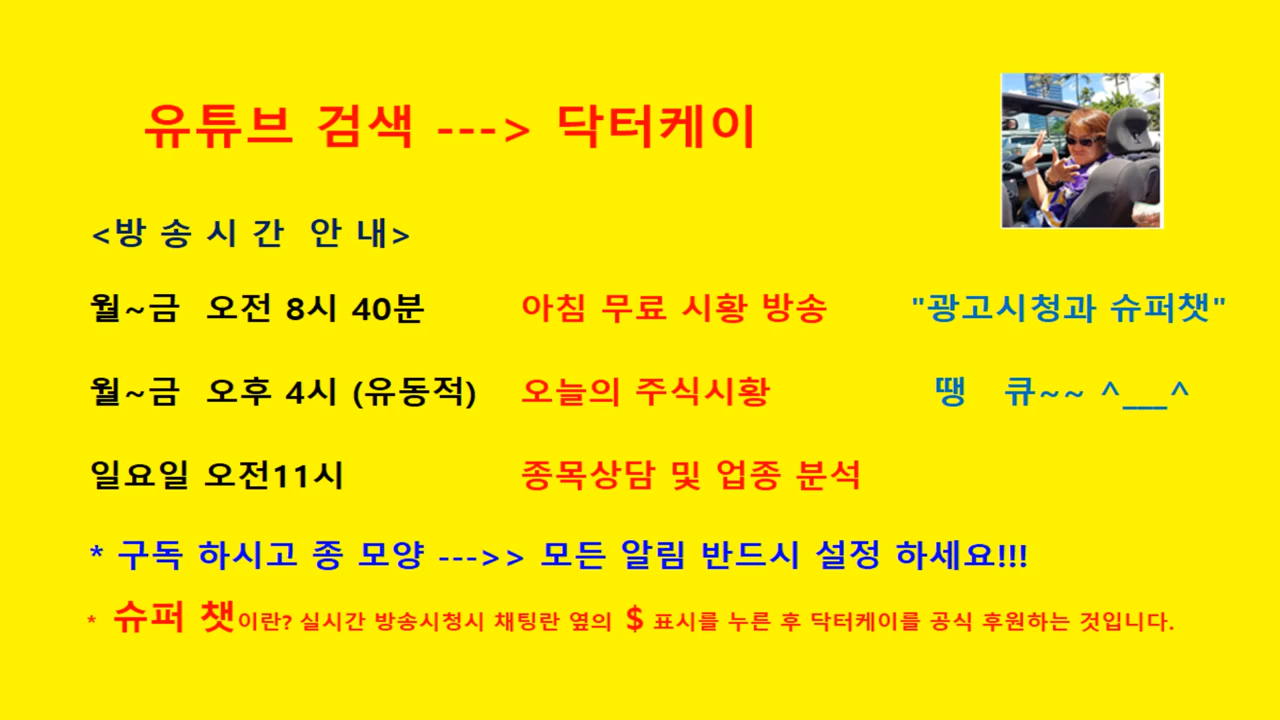 유튜브 검색 ---> 닥터케이
<방 송 시 간 안 내>
월~금 오전 8시 40분 아침 무료 시황 방송 "광고시청과 슈퍼챗"
월~금 오후 4시 (유동적) 오늘의 주식시황 땡 큐~~ ^___^
일요일 오전11시 종목상담 및 업종 분석
* 구독 하시고 종 모양 --->> 모든 알림 반드시 설정 하세요!!!
* 슈퍼 챗이란? 실시간 방송시청시 채팅란 옆의 $ 표시를 누른 후 닥터케이를 공식 후원하는 것입니다.